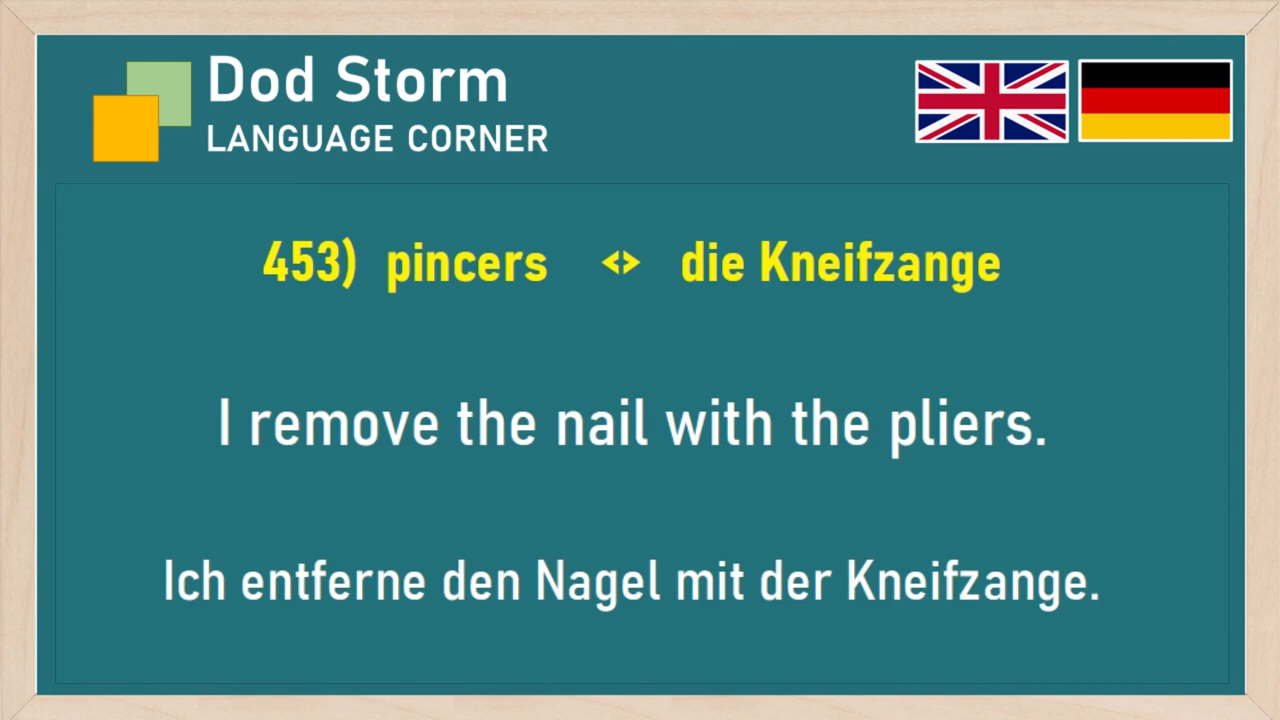 Dod Storm
LANGUAGE CORNER
453) pincers <> die Kneifzange
I remove the nail with the pliers.
Ich entferne den Nagel mit der Kneifzange.